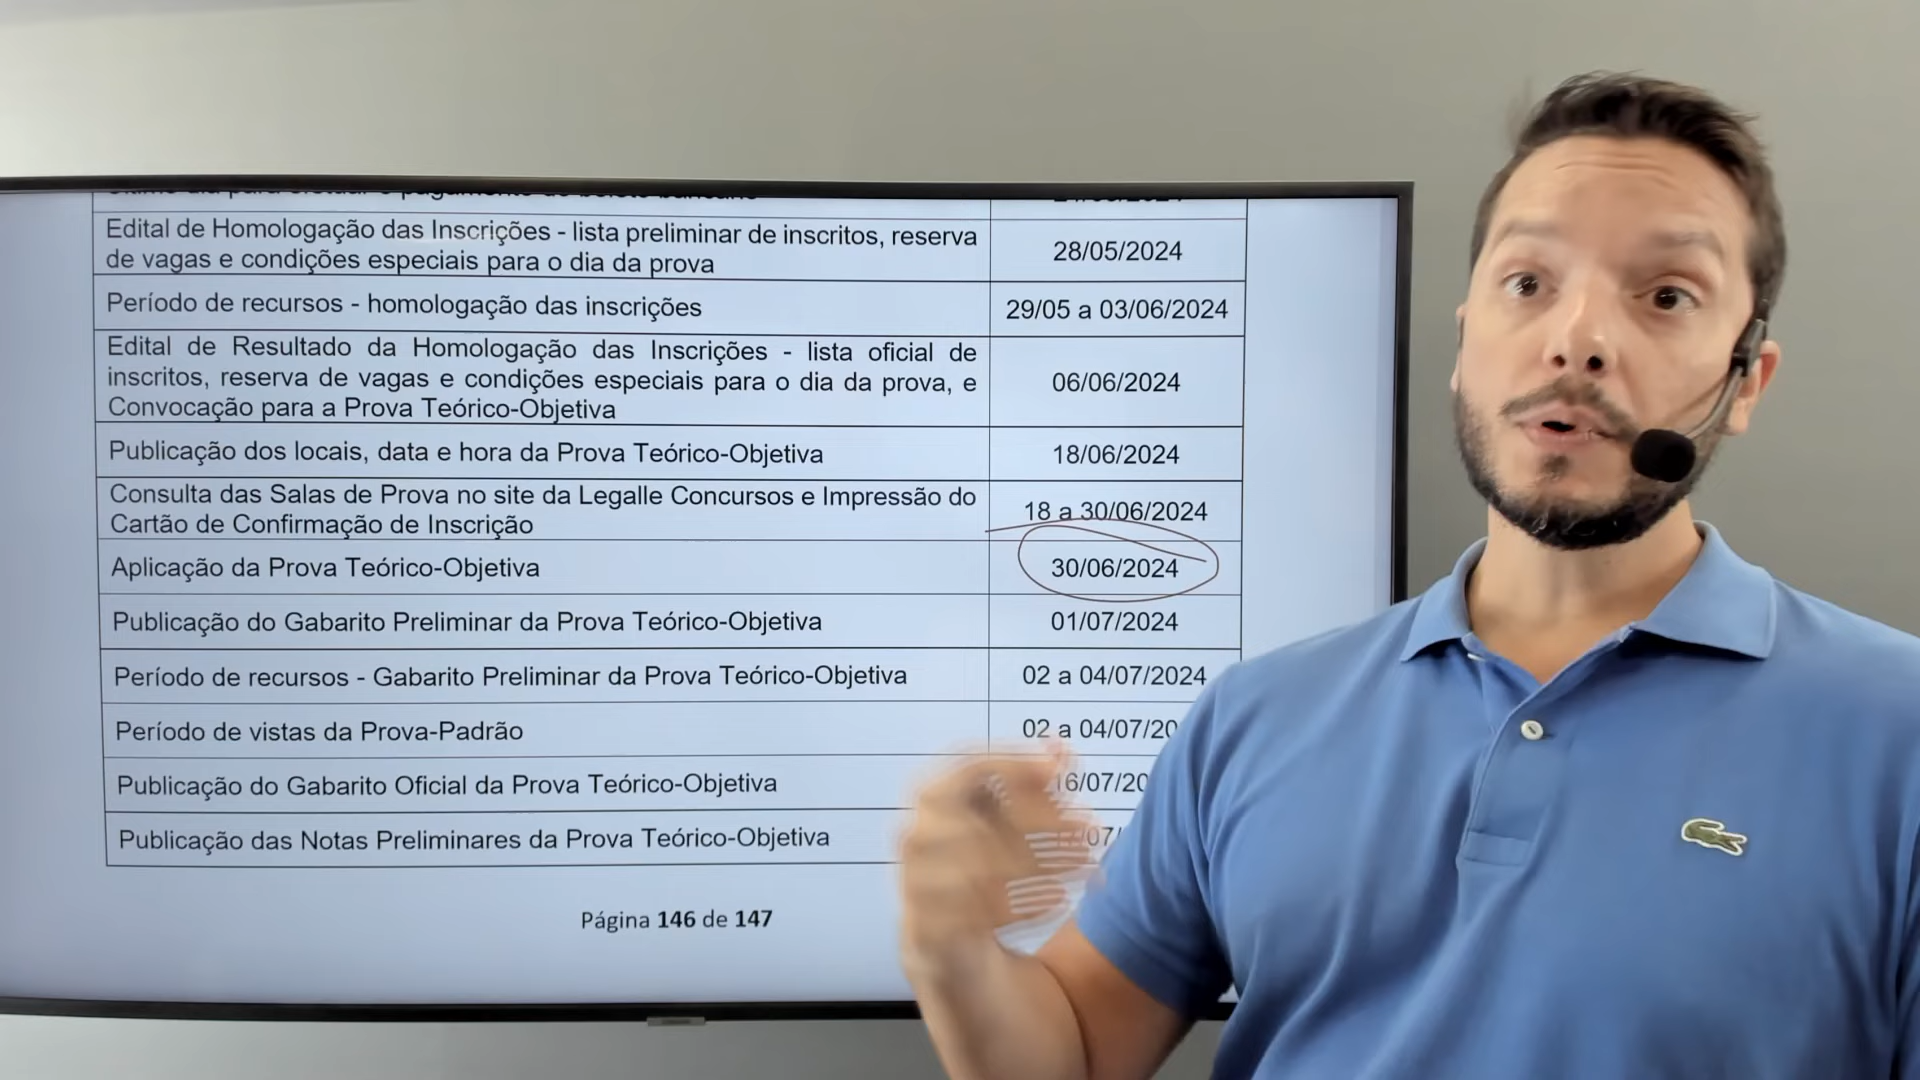 Edital de Homologação das Inscrições - lista preliminar de inscritos, reserva
de vagas e condições especiais para o dia da prova
28/05/2024
Período de recursos - homologação das inscrições
29/05 a 03/06/2024
Edital de Resultado da Homologação das Inscrições - lista oficial de
inscritos, reserva de vagas e condições especiais para o dia da prova, e
Convocação para a Prova Teórico-Objetiva
06/06/2024
Publicação dos locais, data e hora da Prova Teórico-Objetiva
18/06/2024
Consulta das Salas de Prova no site da Legalle Concursos e Impressão do
Cartão de Confirmação de Inscrição
18 a 30/06/2024
Aplicação da Prova Teórico-Objetiva
30/06/2024
Publicação do Gabarito Preliminar da Prova Teórico-Objetiva
01/07/2024
Período de recursos - Gabarito Preliminar da Prova Teórico-Objetiva
02 a 04/07/2024
Período de vistas da Prova-Padrão
02 a 04/07/20
Publicação do Gabarito Oficial da Prova Teórico-Objetiva
16/07/20
Publicação das Notas Preliminares da Prova Teórico-Objetiva
Página 146 de 147